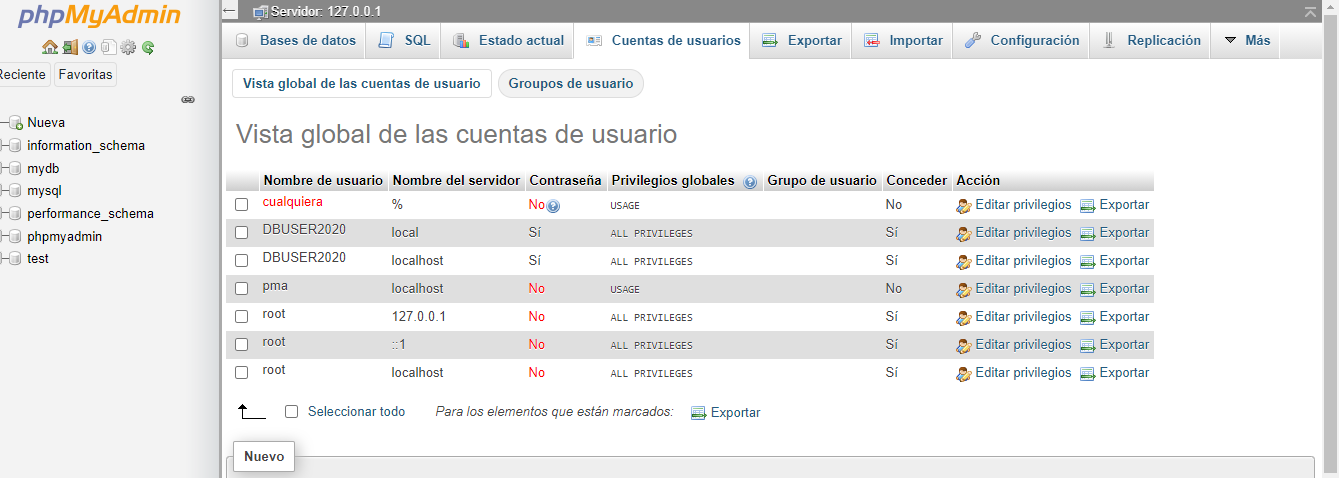 phpMyAdmin
Reciente Favoritas
Nueva
information_schema
mydb
mysql
performance_schema
phpmyadmin
test
Servidor: 127.0.0.1
Bases de datos SQL Estado actual Cuentas de usuarios Exportar Importar Configuración Replicación Más
Vista global de las cuentas de usuario Groupos de usuario
Vista global de las cuentas de usuario
Nombre de usuario Nombre del servidor Contraseña Privilegios globales Grupo de usuario Conceder Acción
cualquiera % No USAGE No Editar privilegios Exportar
DBUSER2020 local Sí ALL PRIVILEGES Sí Editar privilegios Exportar
DBUSER2020 localhost Sí ALL PRIVILEGES Sí Editar privilegios Exportar
pma localhost No USAGE No Editar privilegios Exportar
root 127.0.0.1 No ALL PRIVILEGES Sí Editar privilegios Exportar
root ::1 No ALL PRIVILEGES Sí Editar privilegios Exportar
root localhost No ALL PRIVILEGES Sí Editar privilegios Exportar
Seleccionar todo Para los elementos que están marcados: Exportar
Nuevo